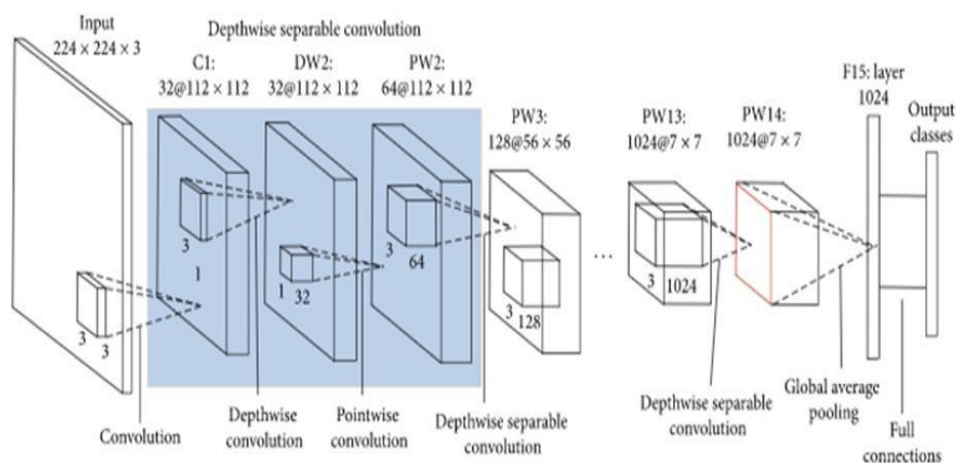 Input
224 × 224 × 3
Depthwise separable convolution
C1:
32@112 × 112
DW2:
32@112 × 112
PW2:
64@112 × 112
PW3:
128@56 × 56
PW13:
1024@7 × 7
PW14:
1024@7 × 7
F15: layer
1024
Output
classes
3
3
3
1
1
32
3
64
3
128
...
3
1024
Convolution
Depthwise
convolution
Pointwise
convolution
Depthwise separable
convolution
Depthwise separable
convolution
Global average
pooling
Full
connections